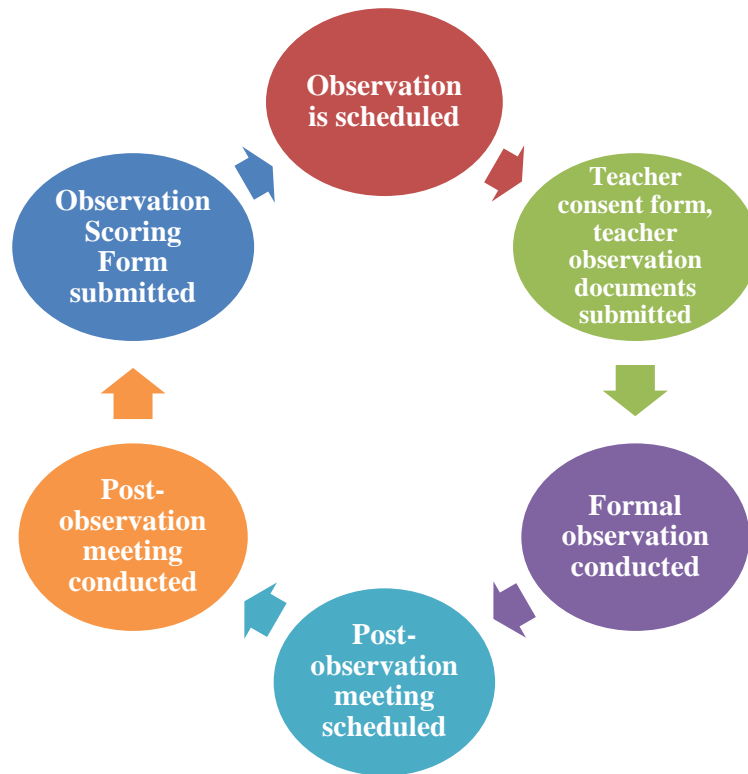 Observation
is scheduled
Teacher
consent form,
teacher
observation
documents
submitted
Formal
observation
conducted
Post-
observation
meeting
scheduled
Post-
observation
meeting
conducted
Observation
Scoring
Form
submitted